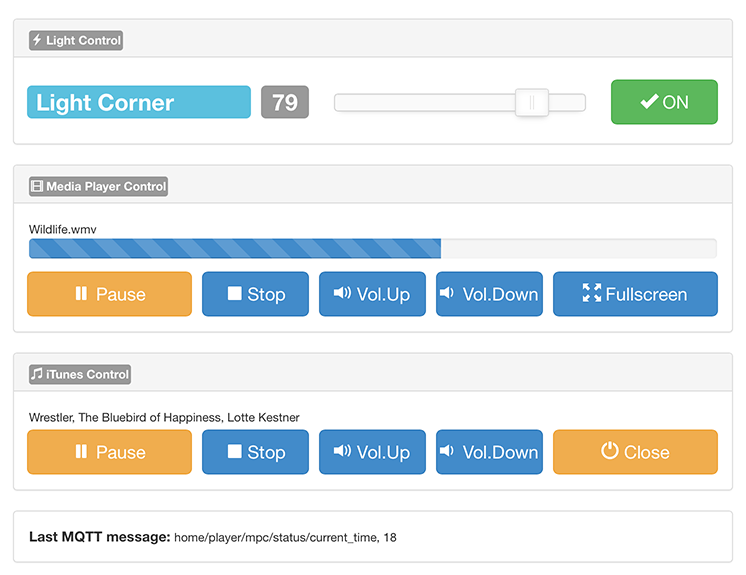 Light Control
Light Corner 79 ON
Media Player Control
Wildlife.wmv
Pause Stop Vol.Up Vol.Down Fullscreen
iTunes Control
Wrestler, The Bluebird of Happiness, Lotte Kestner
Pause Stop Vol.Up Vol.Down Close
Last MQTT message: home/player/mpc/status/current_time, 18